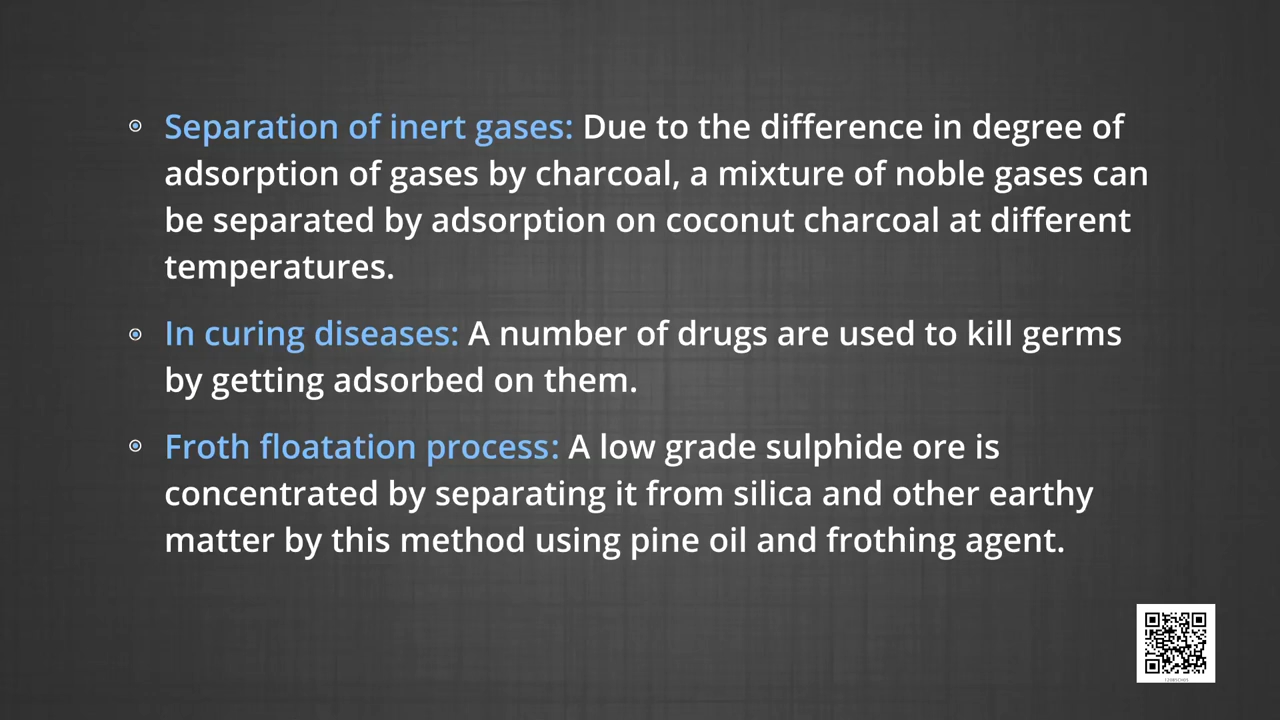 Separation of inert gases: Due to the difference in degree of
adsorption of gases by charcoal, a mixture of noble gases can
be separated by adsorption on coconut charcoal at different
temperatures.
In curing diseases: A number of drugs are used to kill germs
by getting adsorbed on them.
Froth floatation process: A low grade sulphide ore is
concentrated by separating it from silica and other earthy
matter by this method using pine oil and frothing agent.